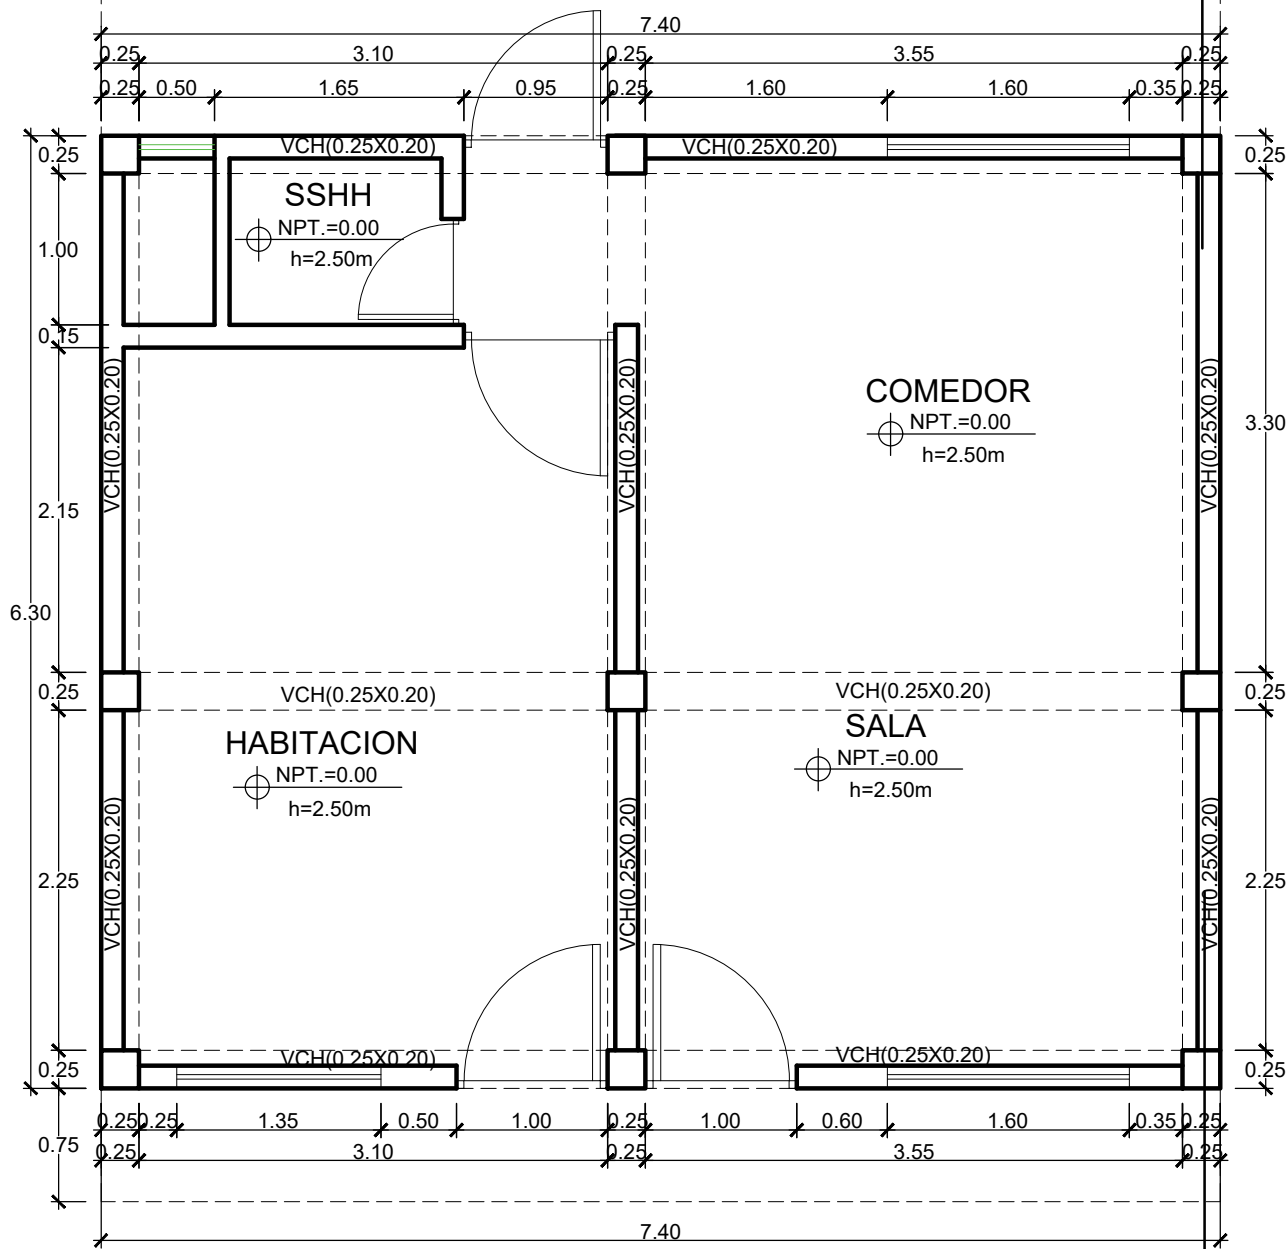 7.40
0.25 3.10 0.25 3.55 0.25
0.25 0.50 1.65 0.95 0.25 1.60 1.60 0.35 0.25
0.25 VCH(0.25X0.20) VCH(0.25X0.20) 0.25
SSHH
NPT.=0.00
h=2.50m
1.00
0.15
VCH(0.25X0.20) VCH(0.25X0.20) VCH(0.25X0.20)
COMEDOR
NPT.=0.00
h=2.50m
3.30
2.15
6.30
0.25 VCH(0.25X0.20) VCH(0.25X0.20) 0.25
HABITACION
NPT.=0.00
h=2.50m
SALA
NPT.=0.00
h=2.50m
2.25 VCH(0.25X0.20) VCH(0.25X0.20) VCH(0.25X0.20) 2.25
0.25 VCH(0.25X0.20) VCH(0.25X0.20) 0.25
0.25 0.25 1.35 0.50 1.00 0.25 1.00 0.60 1.60 0.35 0.25
0.75
0.25 3.10 0.25 3.55 0.25
7.40